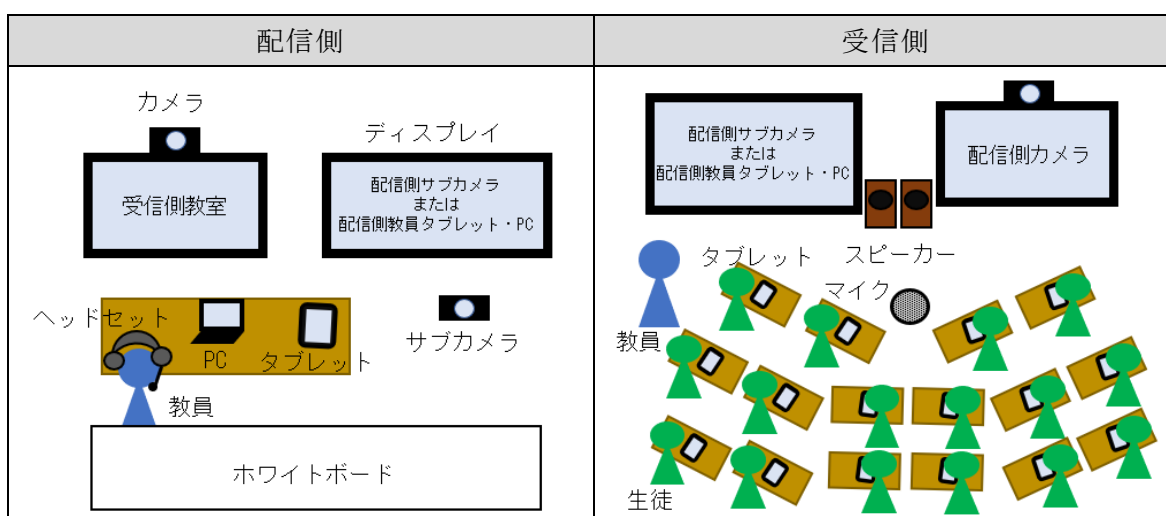 配信側
受信側
カメラ
ディスプレイ
受信側教室
配信側サブカメラ
または
配信側教員タブレット・PC
ヘッドセット
PC
タブレット
サブカメラ
教員
ホワイトボード
配信側サブカメラ
または
配信側教員タブレット・PC
配信側カメラ
タブレット
スピーカー
マイク
教員
生徒